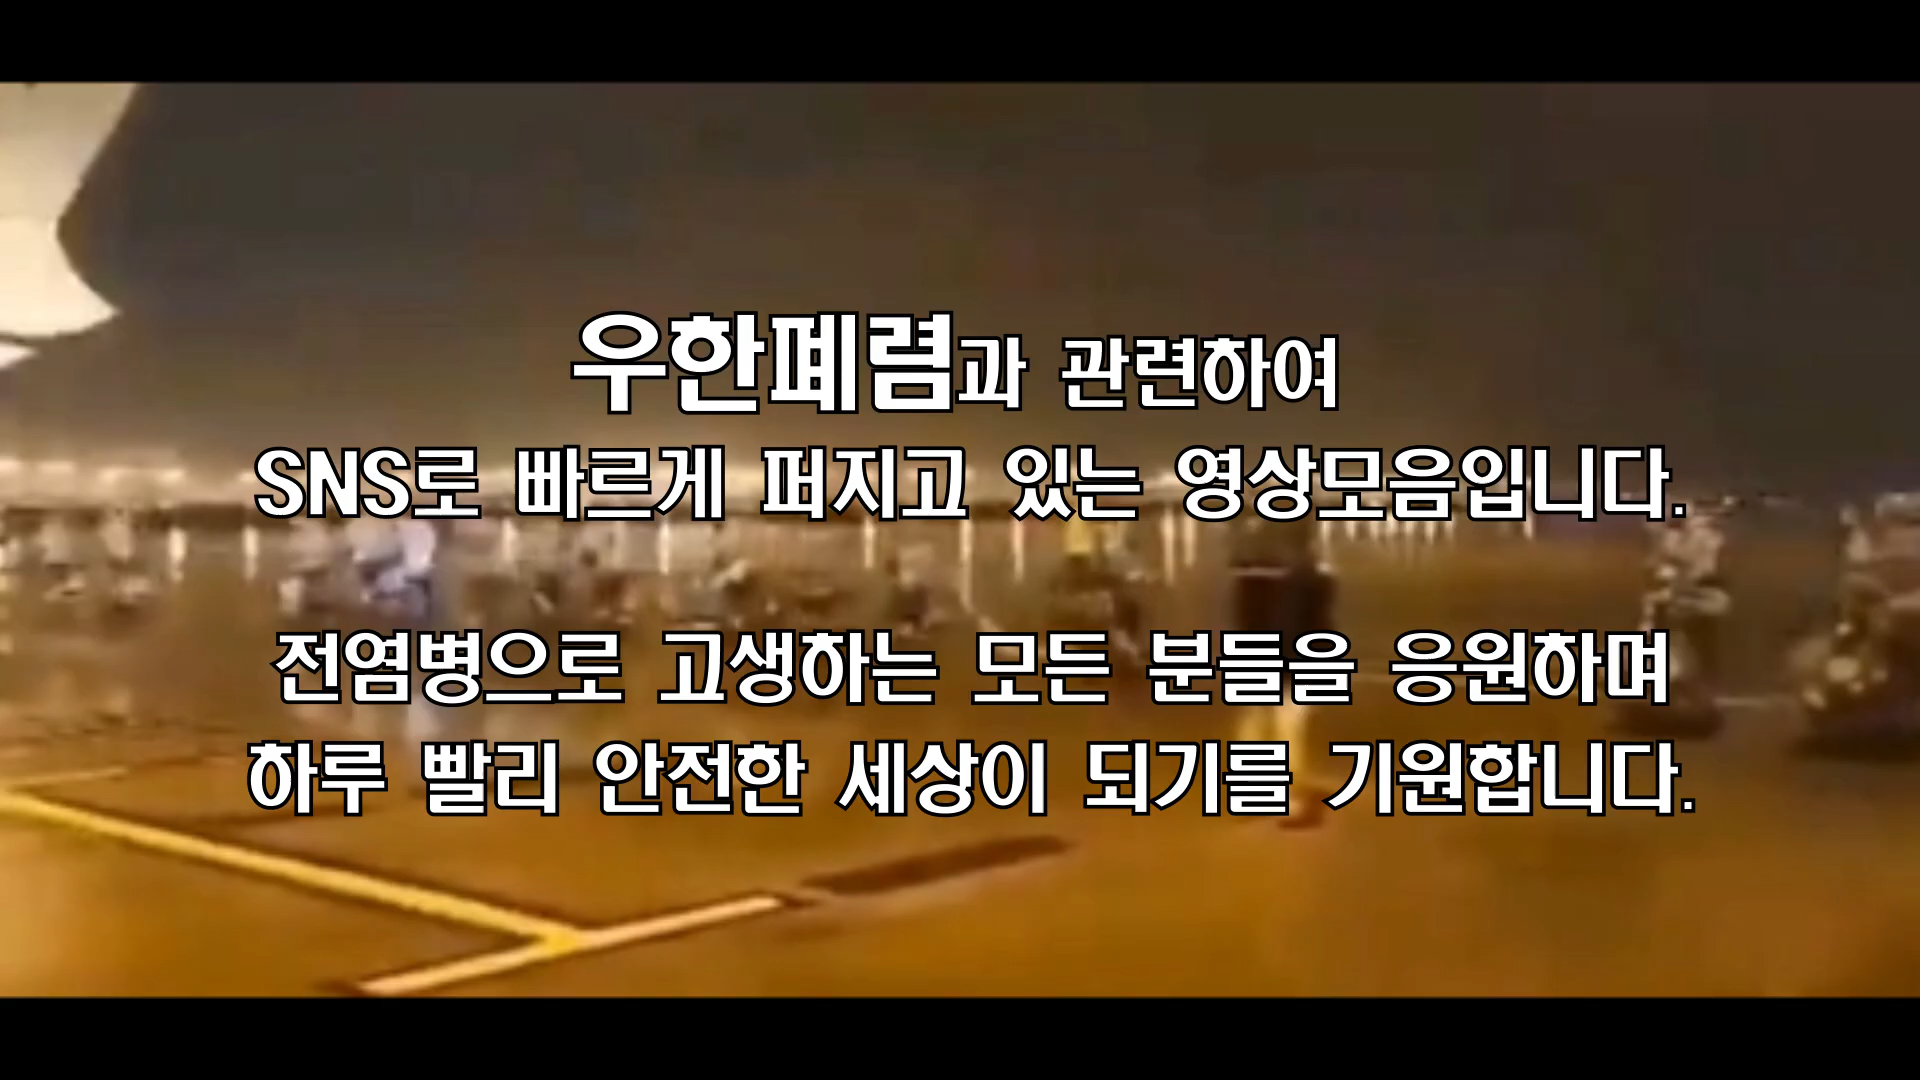 우한폐렴과 관련하여
SNS로 빠르게 퍼지고 있는 영상모음입니다.
전염병으로 고생하는 모든 분들을 응원하며
하루 빨리 안전한 세상이 되기를 기원합니다.